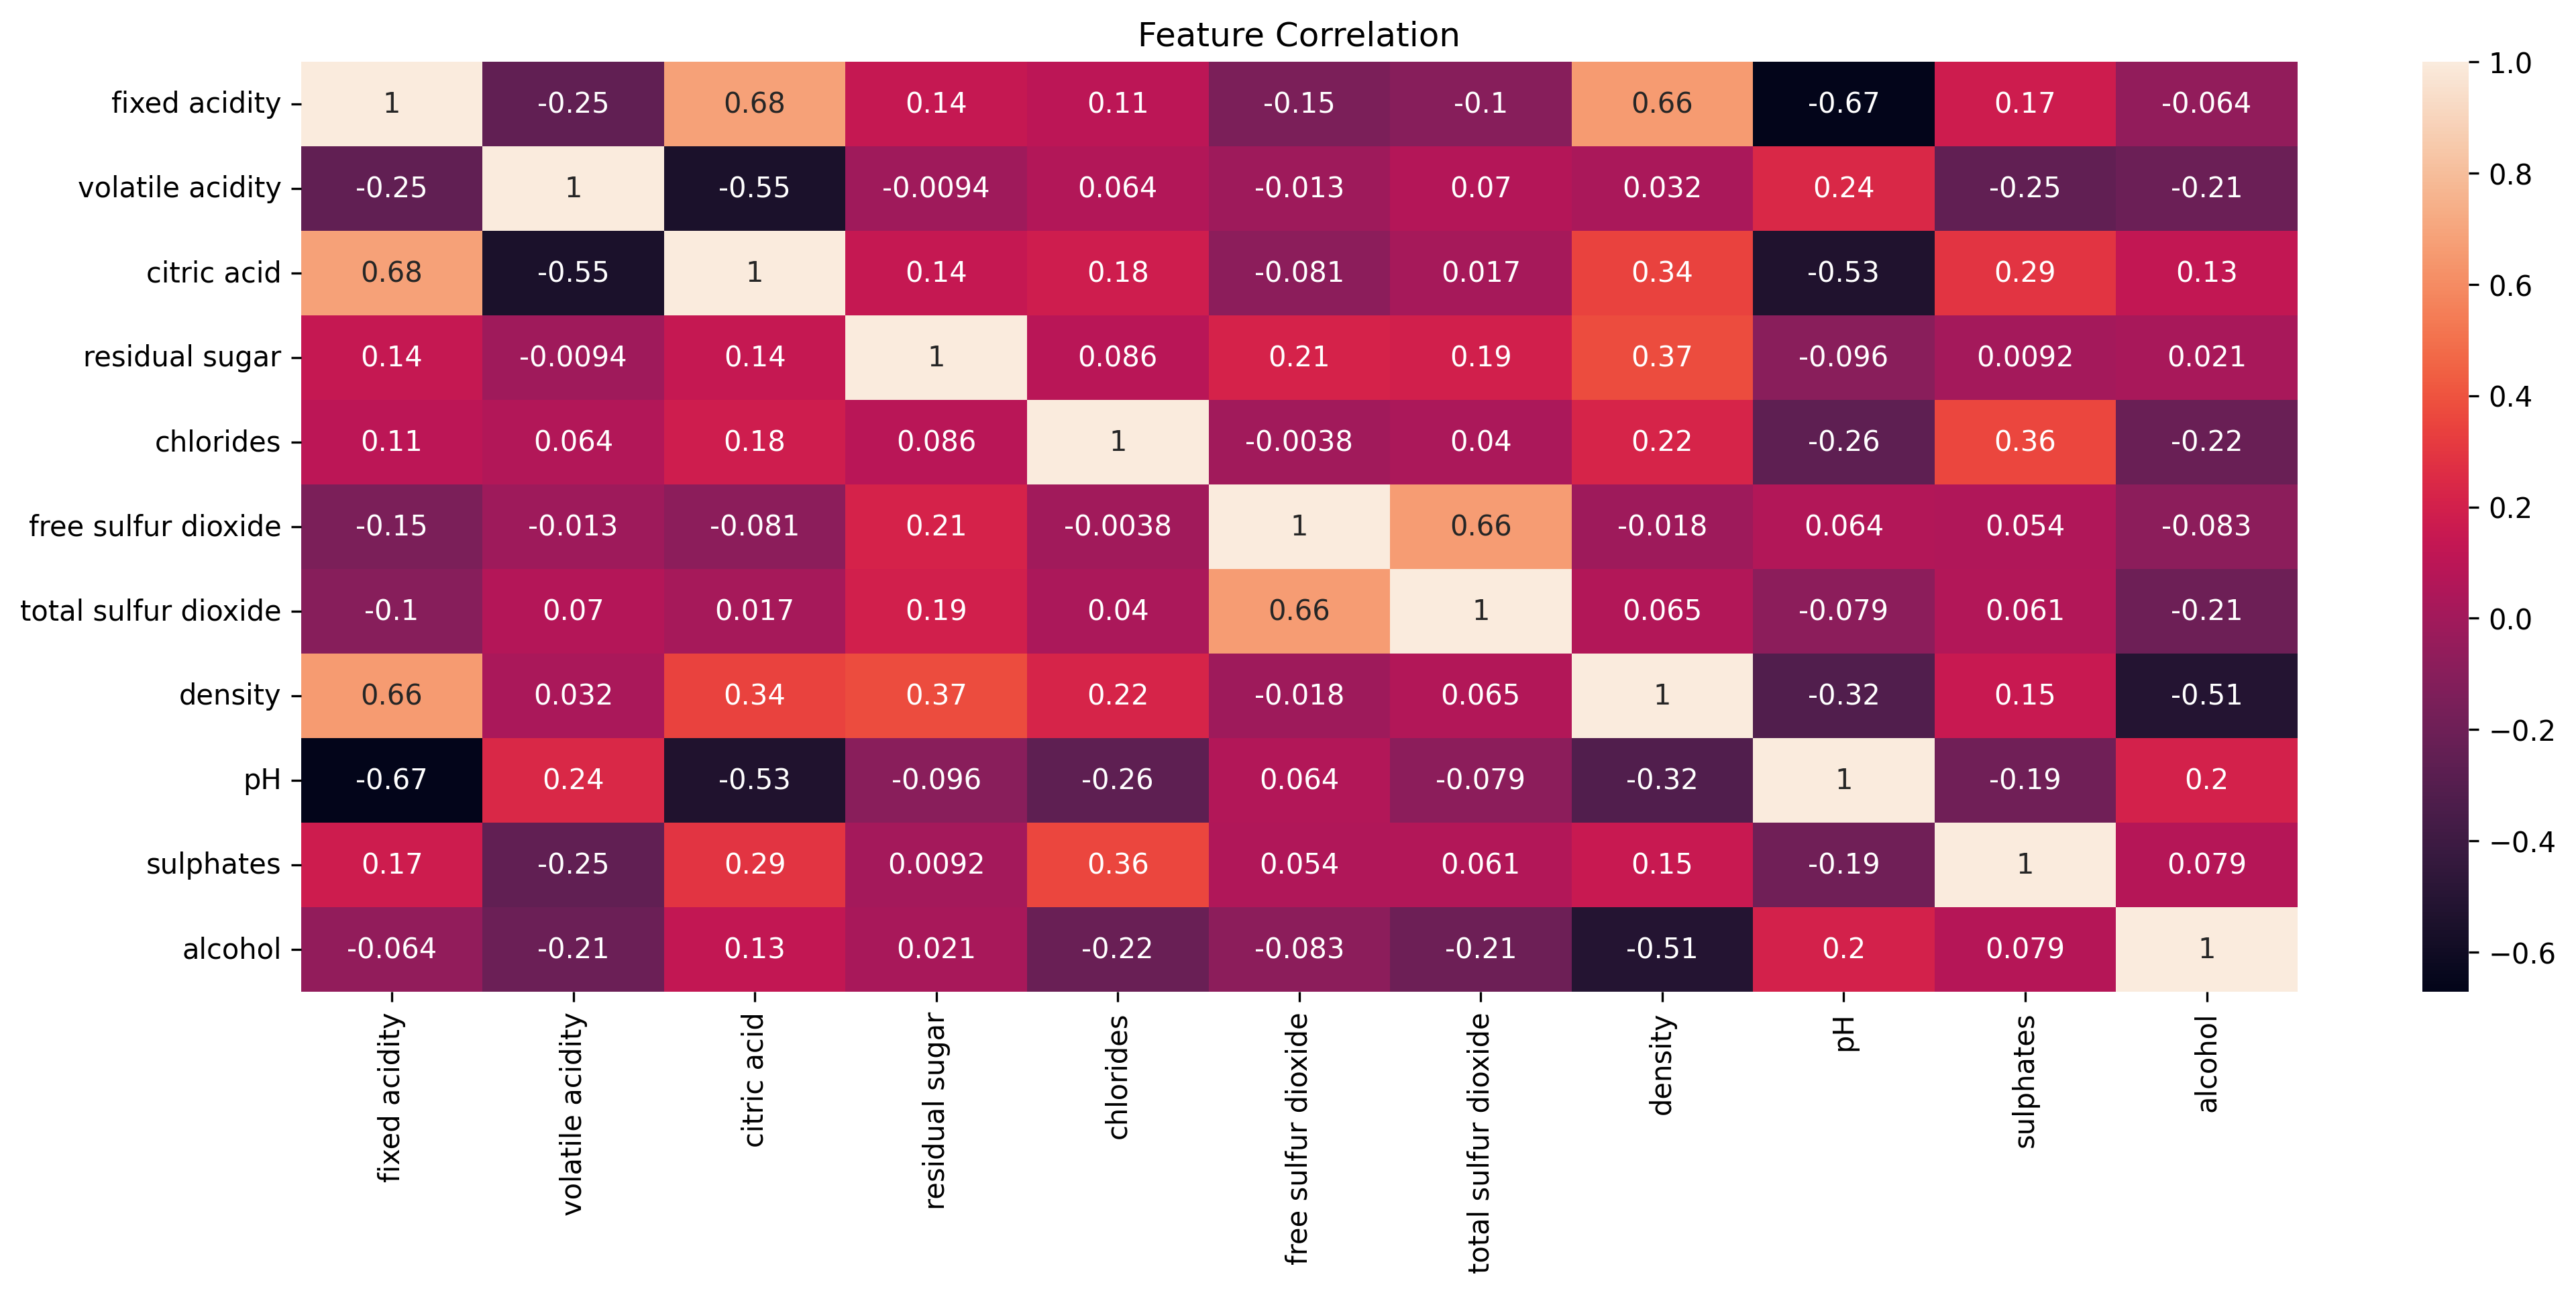 Feature Correlation
fixed acidity 1 -0.25 0.68 0.14 0.11 -0.15 -0.1 0.66 -0.67 0.17 -0.064
volatile acidity -0.25 1 -0.55 -0.0094 0.064 -0.013 0.07 0.032 0.24 -0.25 -0.21
citric acid 0.68 -0.55 1 0.14 0.18 -0.081 0.017 0.34 -0.53 0.29 0.13
residual sugar 0.14 -0.0094 0.14 1 0.086 0.21 0.19 0.37 -0.096 0.0092 0.021
chlorides 0.11 0.064 0.18 0.086 1 -0.0038 0.04 0.22 -0.26 0.36 -0.22
free sulfur dioxide -0.15 -0.013 -0.081 0.21 -0.0038 1 0.66 -0.018 0.064 0.054 -0.083
total sulfur dioxide -0.1 0.07 0.017 0.19 0.04 0.66 1 0.065 -0.079 0.061 -0.21
density 0.66 0.032 0.34 0.37 0.22 -0.018 0.065 1 -0.32 0.15 -0.51
pH -0.67 0.24 -0.53 -0.096 -0.26 0.064 -0.079 -0.32 1 -0.19 0.2
sulphates 0.17 -0.25 0.29 0.0092 0.36 0.054 0.061 0.15 -0.19 1 0.079
alcohol -0.064 -0.21 0.13 0.021 -0.22 -0.083 -0.21 -0.51 0.2 0.079 1
fixed acidity
volatile acidity
citric acid
residual sugar
chlorides
free sulfur dioxide
total sulfur dioxide
density
pH
sulphates
alcohol
1.0
0.8
0.6
0.4
0.2
0.0
−0.2
−0.4
−0.6